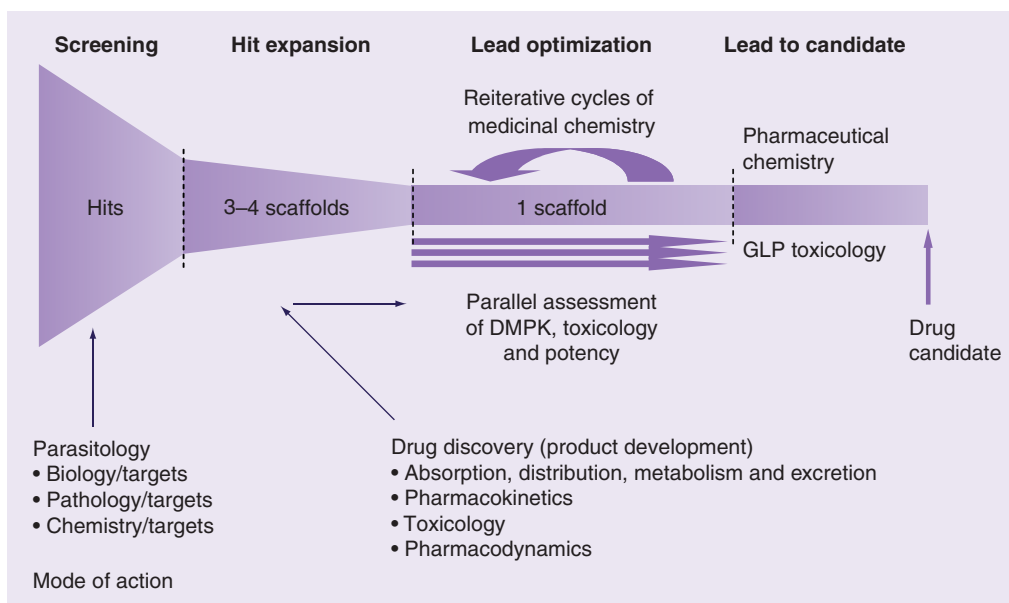 Screening
Hit expansion
Lead optimization
Lead to candidate
Reiterative cycles of
medicinal chemistry
Pharmaceutical
chemistry
Hits
3–4 scaffolds
1 scaffold
GLP toxicology
Parallel assessment
of DMPK, toxicology
and potency
Drug
candidate
Parasitology
• Biology/targets
• Pathology/targets
• Chemistry/targets
Mode of action
Drug discovery (product development)
• Absorption, distribution, metabolism and excretion
• Pharmacokinetics
• Toxicology
• Pharmacodynamics